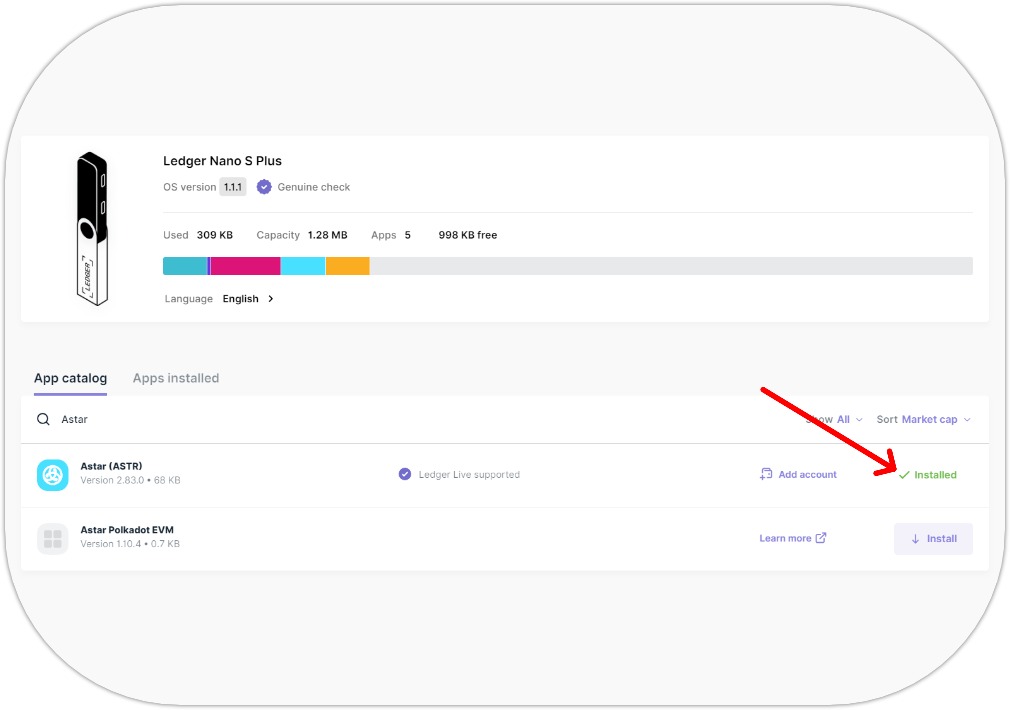 Ledger Nano S Plus
OS version 1.1.1 Genuine check
Used 309 KB Capacity 1.28 MB Apps 5 998 KB free
LEDGER
Language English
App catalog Apps installed
Astar Show All Sort Market cap
Astar (ASTR)
Version 2.83.0 • 68 KB
Ledger Live supported Add account Installed
Astar Polkadot EVM
Version 1.10.4 • 0.7 KB
Learn more Install